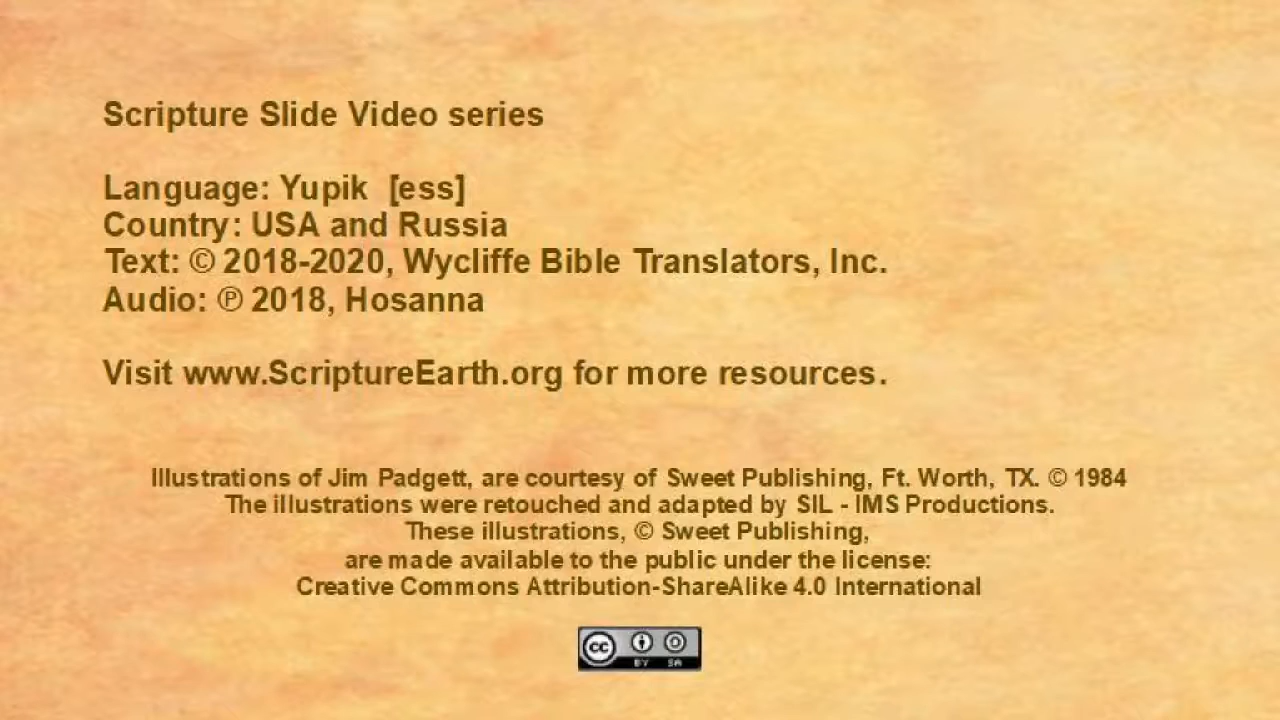 Scripture Slide Video series
Language: Yupik [ess]
Country: USA and Russia
Text: © 2018-2020, Wycliffe Bible Translators, Inc.
Audio: ℗ 2018, Hosanna
Visit www.ScriptureEarth.org for more resources.
Illustrations of Jim Padgett, are courtesy of Sweet Publishing, Ft. Worth, TX. © 1984
The illustrations were retouched and adapted by SIL - IMS Productions.
These illustrations, © Sweet Publishing,
are made available to the public under the license:
Creative Commons Attribution-ShareAlike 4.0 International
cc
BY SA